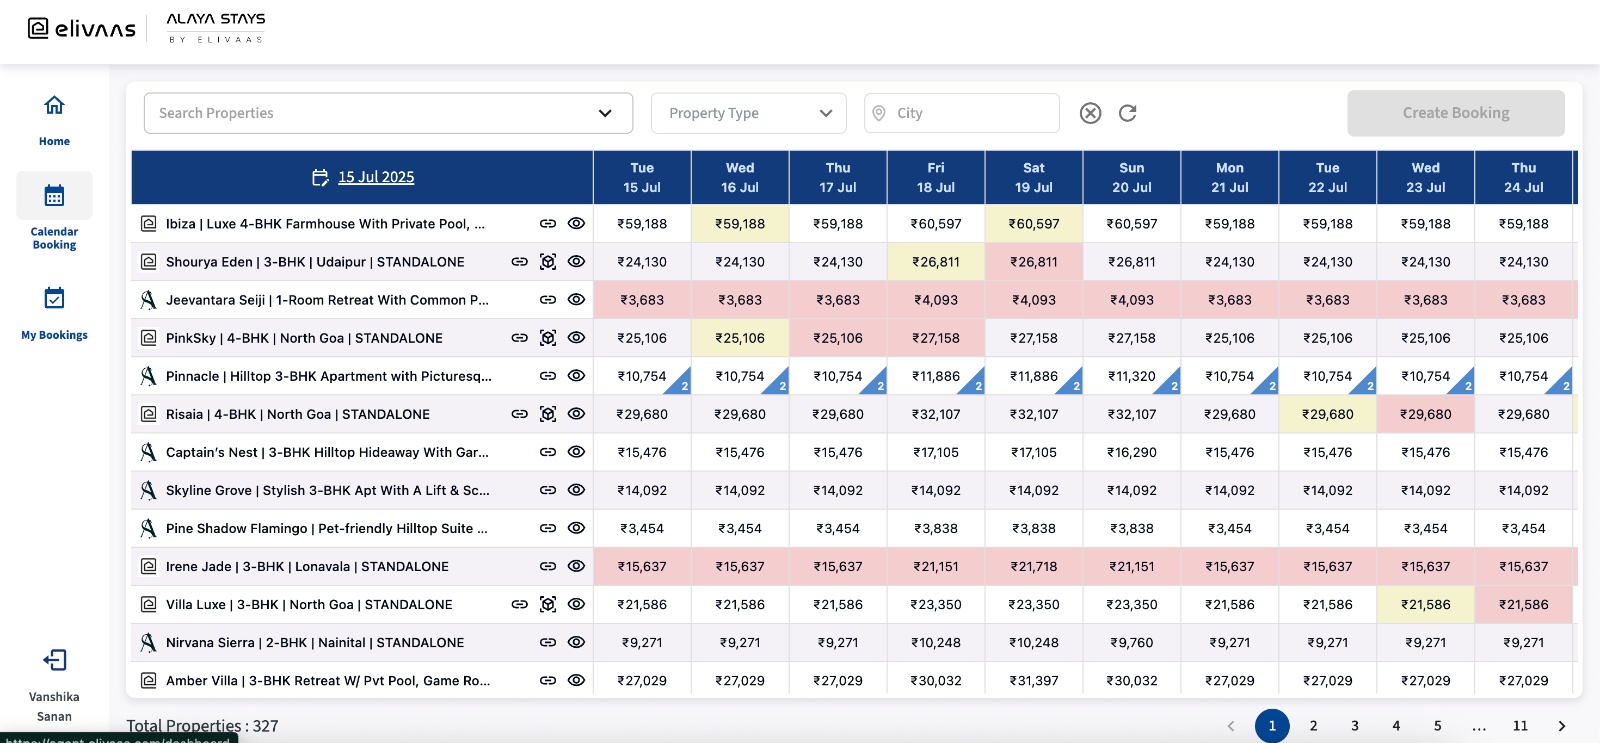 elivaas
ALAYA STAYS
BY ELIVAAS
Home
Calendar
Booking
My Bookings
Vanshika
Sanan
Search Properties
Property Type
City
Create Booking
15 Jul 2025 Tue 15 Jul Wed 16 Jul Thu 17 Jul Fri 18 Jul Sat 19 Jul Sun 20 Jul Mon 21 Jul Tue 22 Jul Wed 23 Jul Thu 24 Jul
Ibiza | Luxe 4-BHK Farmhouse With Private Pool, ... ₹59,188 ₹59,188 ₹59,188 ₹60,597 ₹60,597 ₹60,597 ₹59,188 ₹59,188 ₹59,188 ₹59,188
Shourya Eden | 3-BHK | Udaipur | STANDALONE ₹24,130 ₹24,130 ₹24,130 ₹26,811 ₹26,811 ₹26,811 ₹24,130 ₹24,130 ₹24,130 ₹24,130
Jeevantara Seiji | 1-Room Retreat With Common P... ₹3,683 ₹3,683 ₹3,683 ₹4,093 ₹4,093 ₹4,093 ₹3,683 ₹3,683 ₹3,683 ₹3,683
PinkSky | 4-BHK | North Goa | STANDALONE ₹25,106 ₹25,106 ₹25,106 ₹27,158 ₹27,158 ₹27,158 ₹25,106 ₹25,106 ₹25,106 ₹25,106
Pinnacle | Hilltop 3-BHK Apartment with Picturesq... ₹10,754 2 ₹10,754 2 ₹10,754 2 ₹11,886 2 ₹11,886 2 ₹11,320 2 ₹10,754 2 ₹10,754 2 ₹10,754 2 ₹10,754 2
Risaia | 4-BHK | North Goa | STANDALONE ₹29,680 ₹29,680 ₹29,680 ₹32,107 ₹32,107 ₹32,107 ₹29,680 ₹29,680 ₹29,680 ₹29,680
Captain's Nest | 3-BHK Hilltop Hideaway With Gar... ₹15,476 ₹15,476 ₹15,476 ₹17,105 ₹17,105 ₹16,290 ₹15,476 ₹15,476 ₹15,476 ₹15,476
Skyline Grove | Stylish 3-BHK Apt With A Lift & Sc... ₹14,092 ₹14,092 ₹14,092 ₹14,092 ₹14,092 ₹14,092 ₹14,092 ₹14,092 ₹14,092 ₹14,092
Pine Shadow Flamingo | Pet-friendly Hilltop Suite ... ₹3,454 ₹3,454 ₹3,454 ₹3,838 ₹3,838 ₹3,838 ₹3,454 ₹3,454 ₹3,454 ₹3,454
Irene Jade | 3-BHK | Lonavala | STANDALONE ₹15,637 ₹15,637 ₹15,637 ₹21,151 ₹21,718 ₹21,151 ₹15,637 ₹15,637 ₹15,637 ₹15,637
Villa Luxe | 3-BHK | North Goa | STANDALONE ₹21,586 ₹21,586 ₹21,586 ₹23,350 ₹23,350 ₹23,350 ₹21,586 ₹21,586 ₹21,586 ₹21,586
Nirvana Sierra | 2-BHK | Nainital | STANDALONE ₹9,271 ₹9,271 ₹9,271 ₹10,248 ₹10,248 ₹9,760 ₹9,271 ₹9,271 ₹9,271 ₹9,271
Amber Villa | 3-BHK Retreat W/ Pvt Pool, Game Ro... ₹27,029 ₹27,029 ₹27,029 ₹30,032 ₹31,397 ₹30,032 ₹27,029 ₹27,029 ₹27,029 ₹27,029
Total Properties : 327
1 2 3 4 5 ... 11